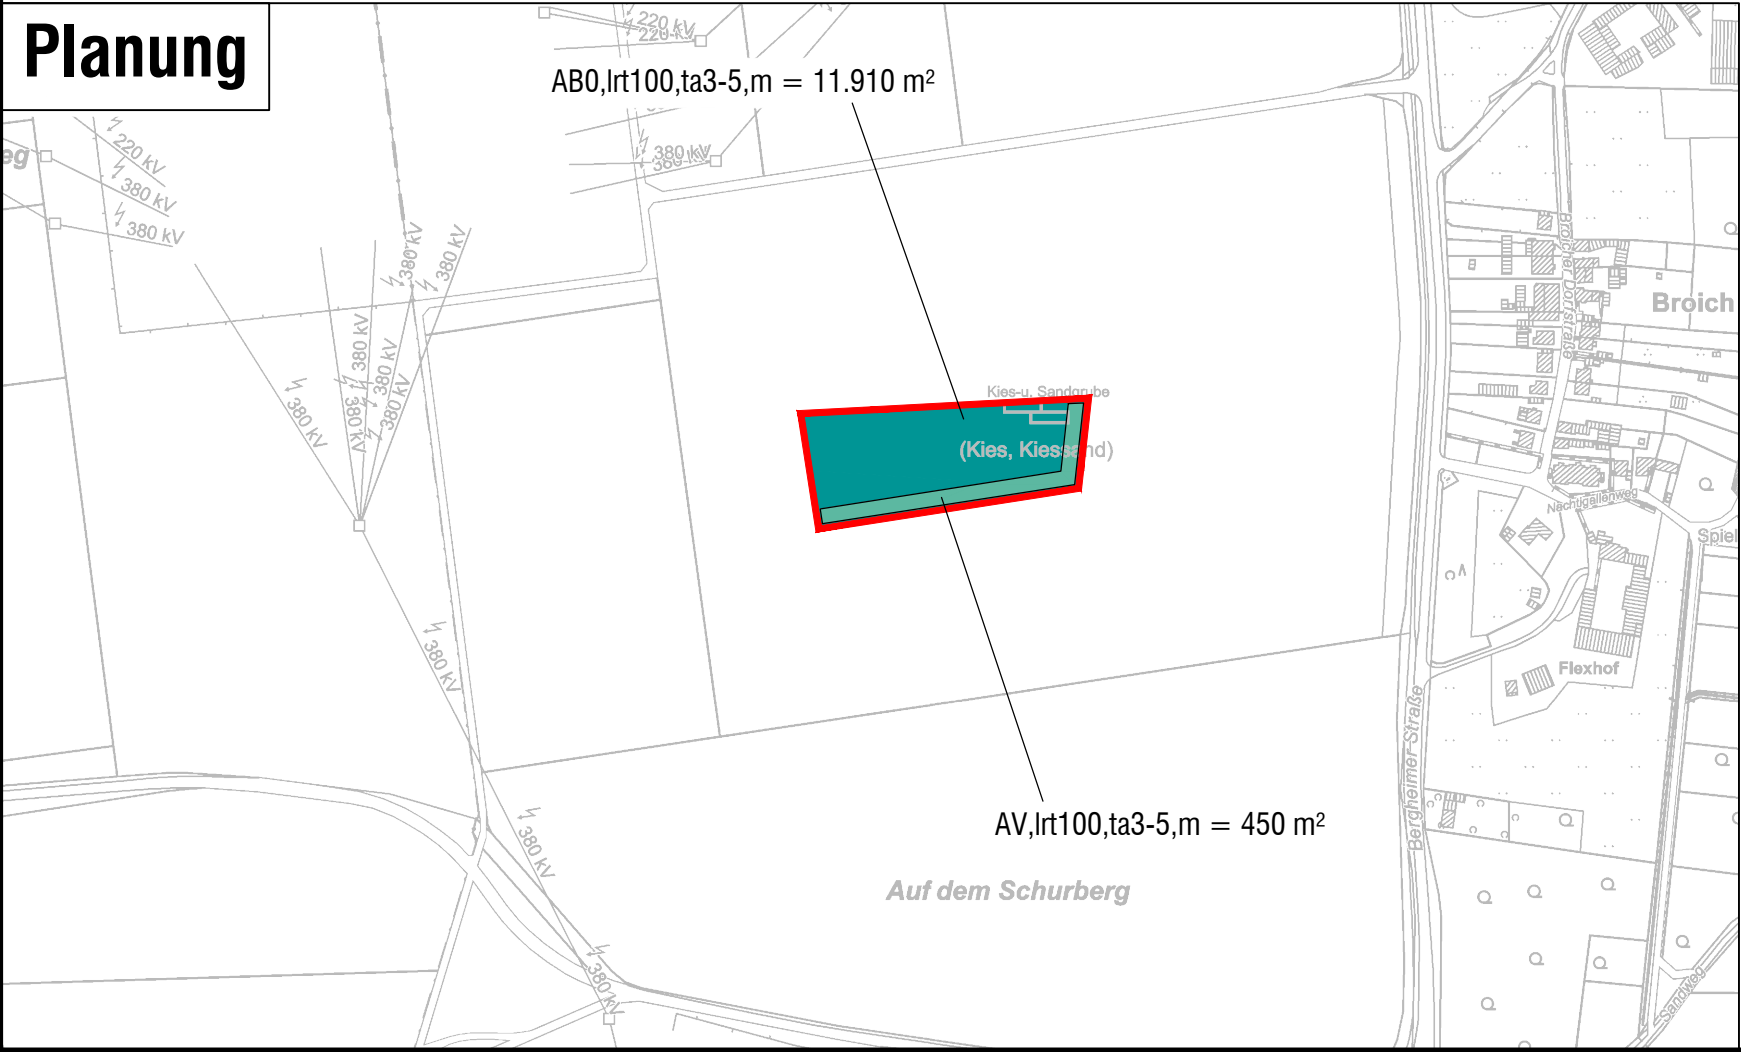 Planung
220 kV
220 kV
AB0,lrt100,ta3-5,m = 11.910 m²
380 kV
380 kV
eg
220 kV
380 kV
380 kV
380 kV
380 kV
380 kV
380 kV
380 kV
380 kV
380 kV
Broicher Dorfstraße
Broich
Kies-u. Sandgrube
(Kies, Kiessand)
Nachtigallenweg
Spiel
Flexhof
380 kV
Bergheimer Straße
AV,lrt100,ta3-5,m = 450 m²
380 kV
Auf dem Schurberg
380 kV
Sandweg